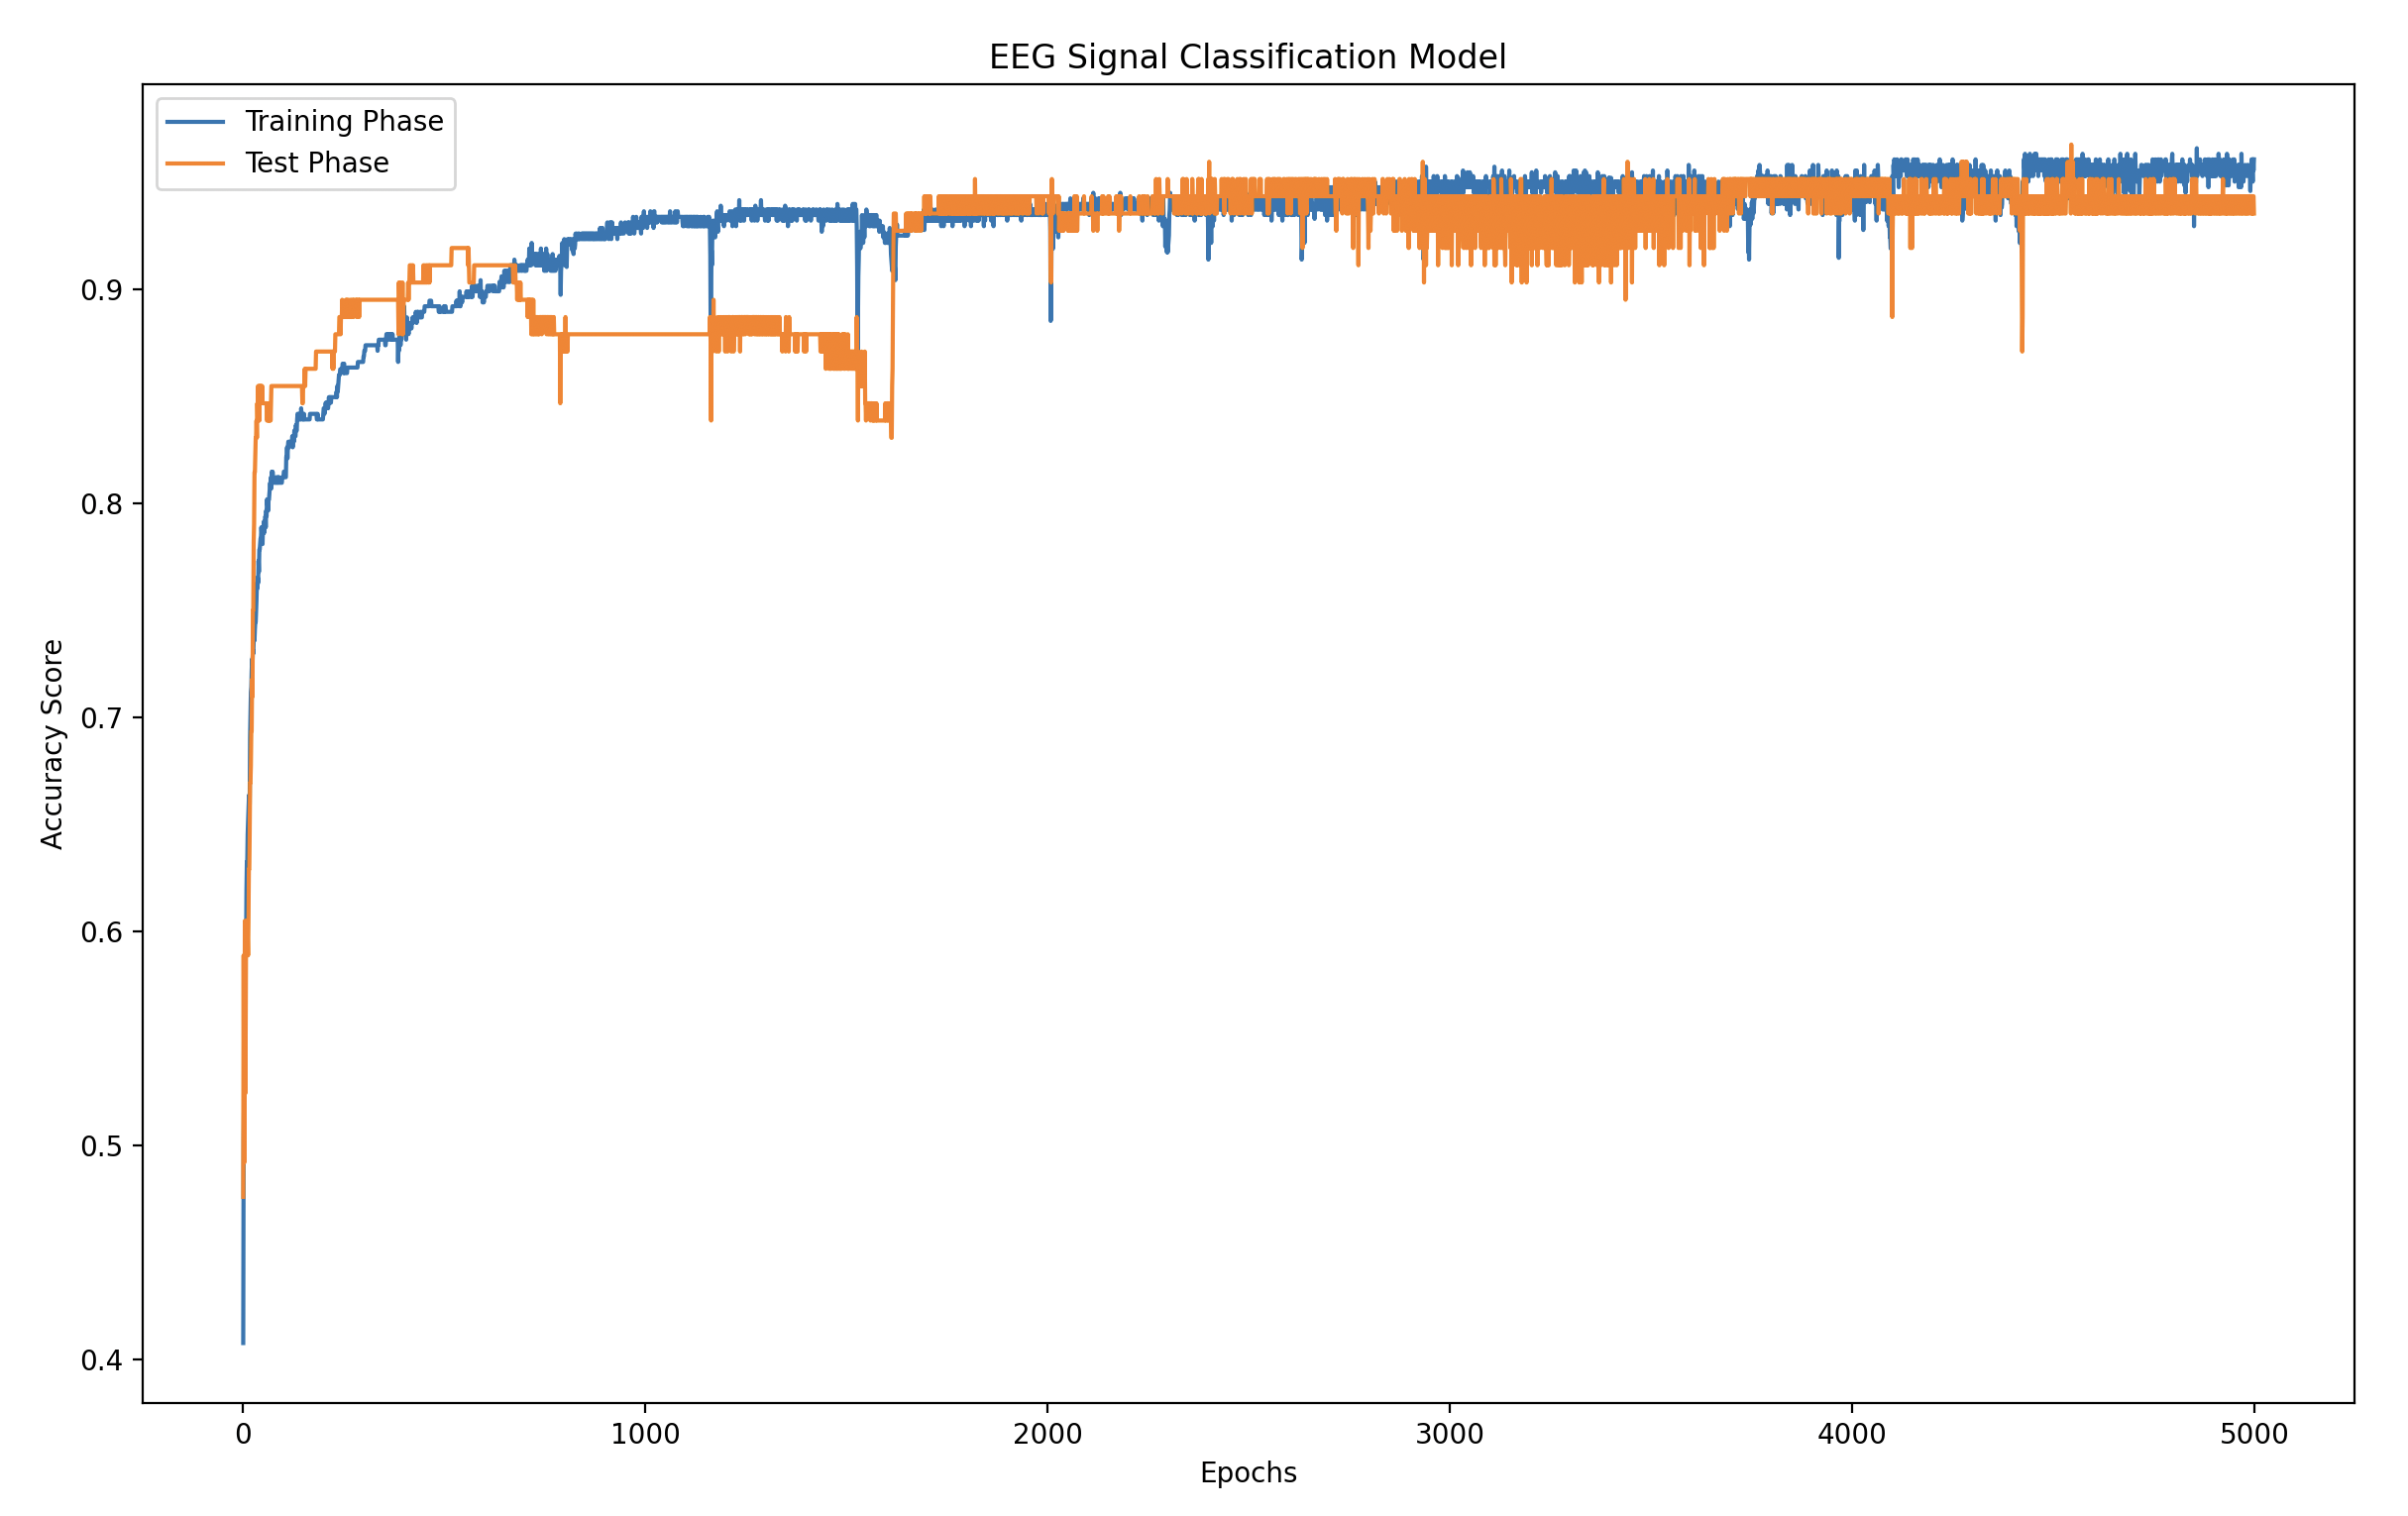 EEG Signal Classification Model
Training Phase
Test Phase
Accuracy Score
0.9
0.8
0.7
0.6
0.5
0.4
0
1000
2000
3000
4000
5000
Epochs